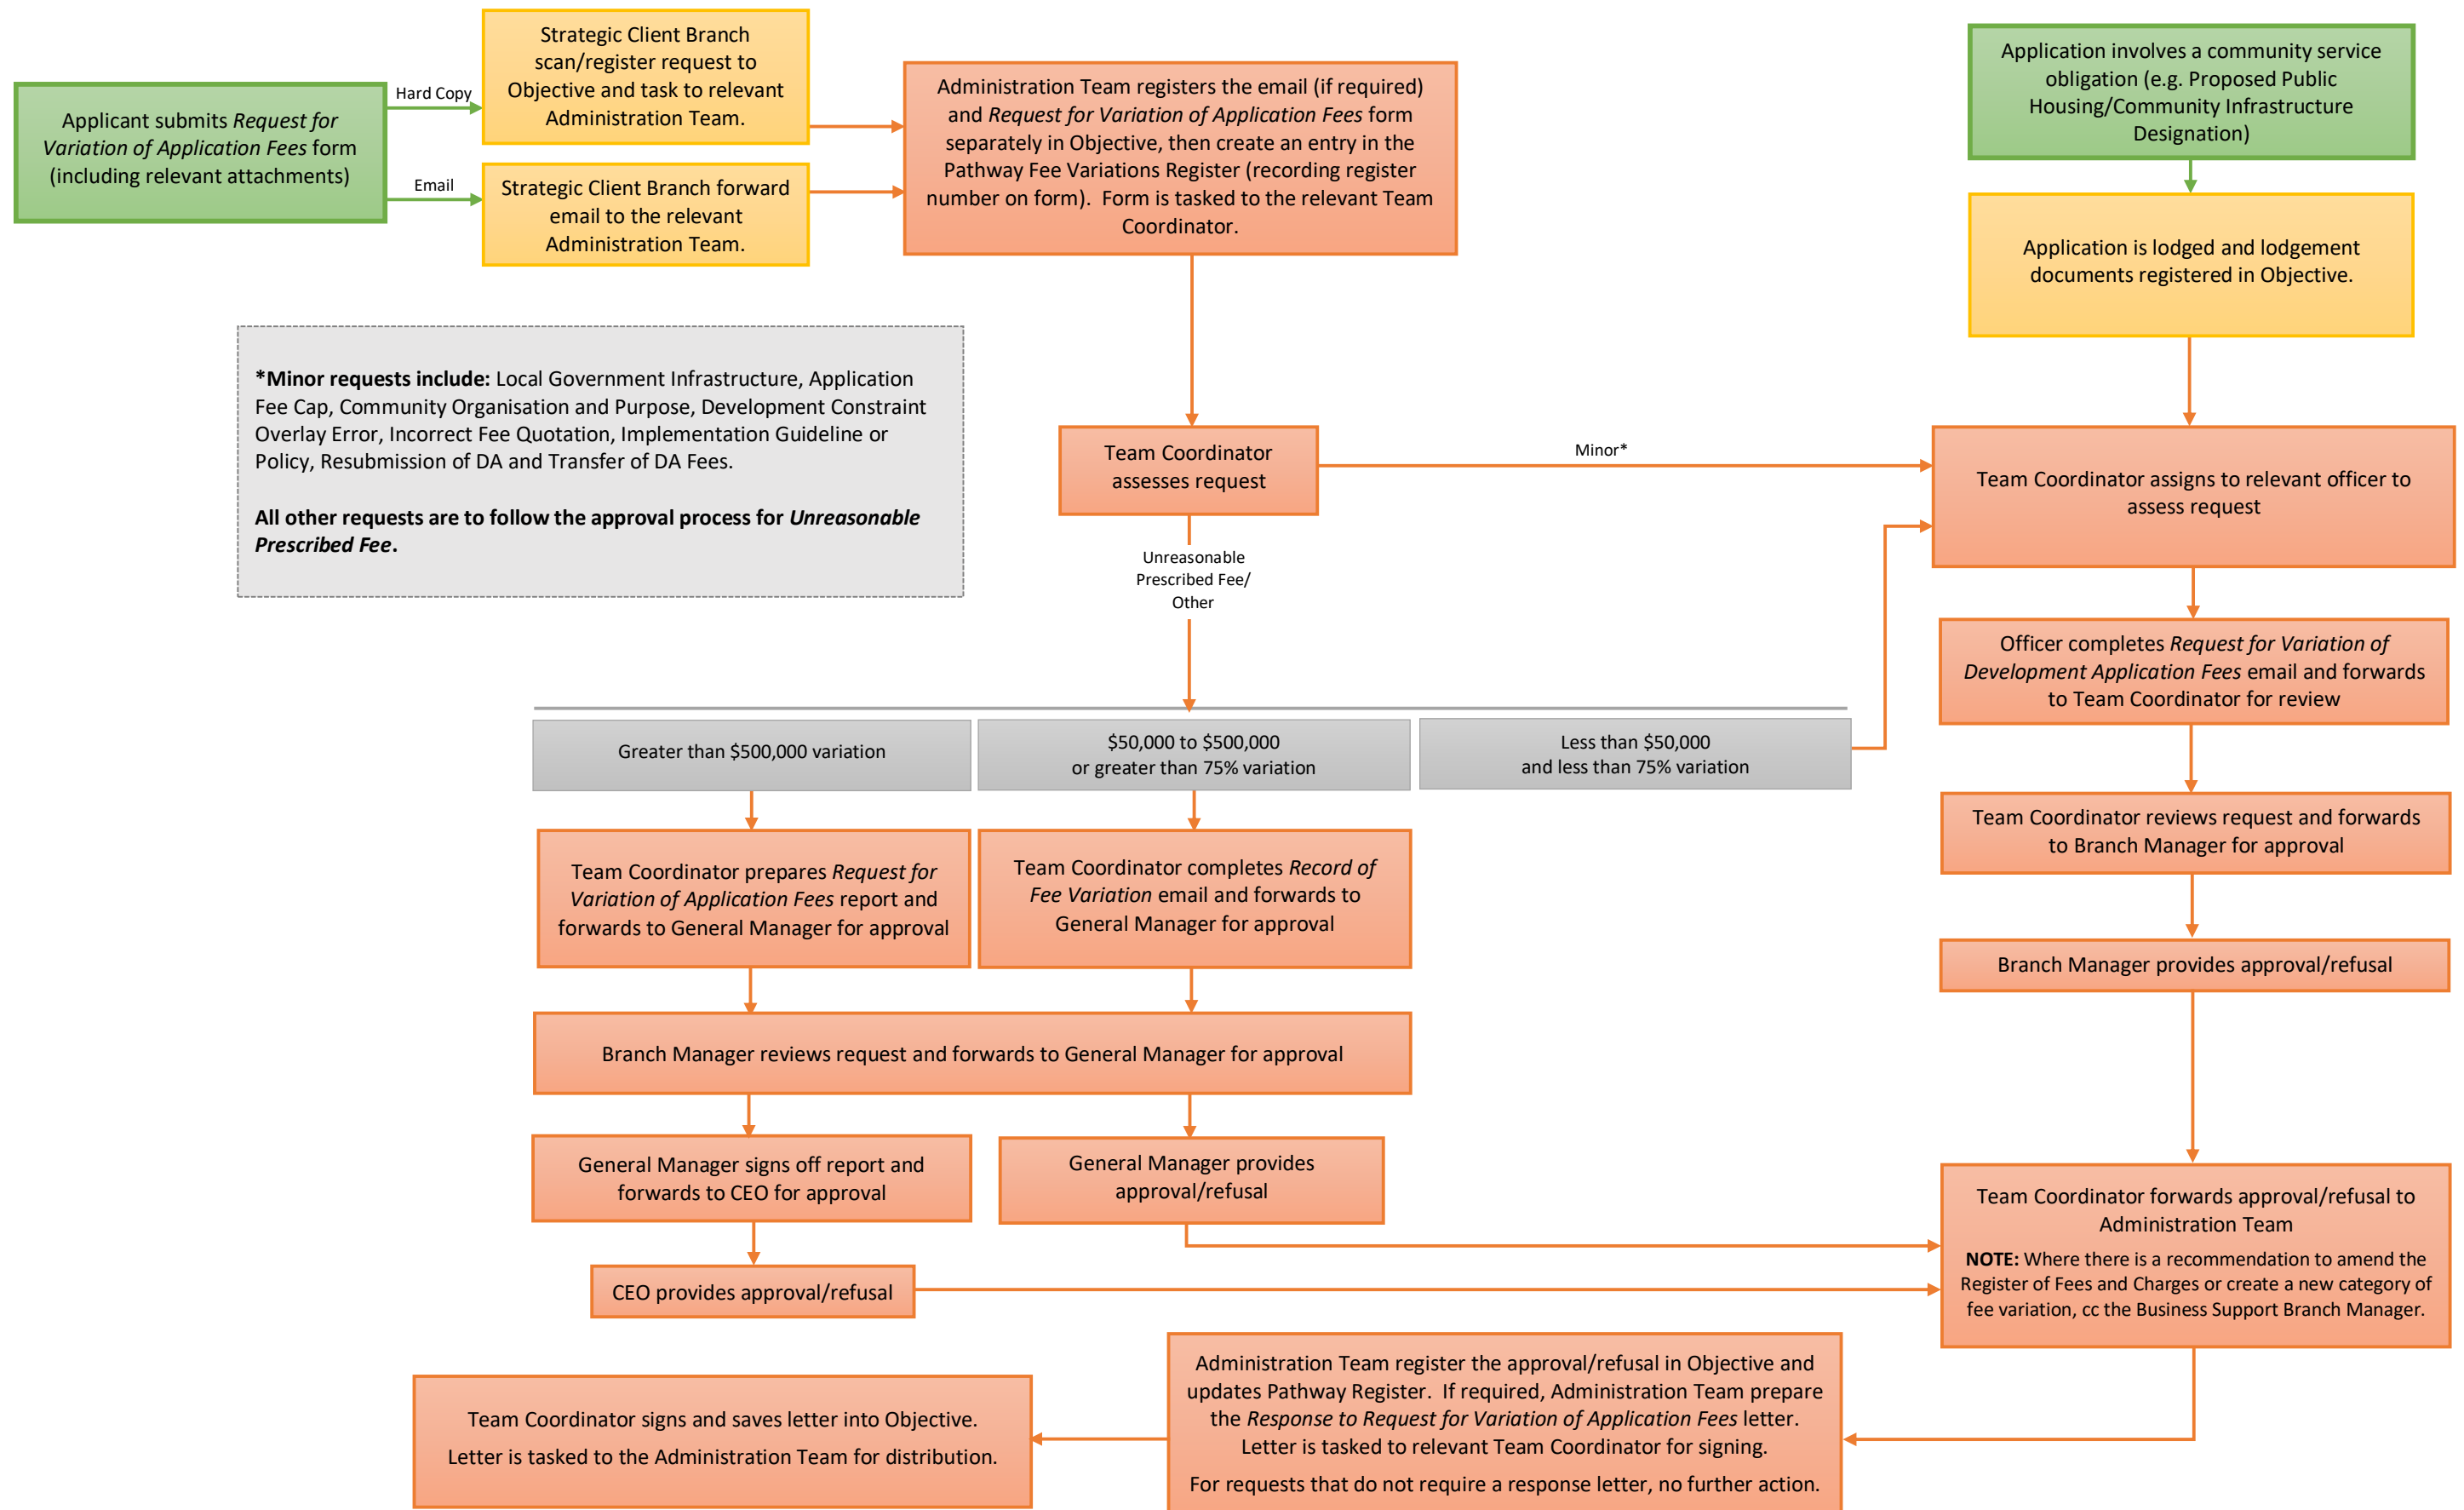 Applicant submits Request for
Variation of Application Fees form
(including relevant attachments)
Hard Copy
Email
Strategic Client Branch
scan/register request to
Objective and task to relevant
Administration Team.
Strategic Client Branch forward
email to the relevant
Administration Team.
Administration Team registers the email (if required)
and Request for Variation of Application Fees form
separately in Objective, then create an entry in the
Pathway Fee Variations Register (recording register
number on form).  Form is tasked to the relevant Team
Coordinator.
Application involves a community service
obligation (e.g. Proposed Public
Housing/Community Infrastructure
Designation)
Application is lodged and lodgement
documents registered in Objective.
*Minor requests include: Local Government Infrastructure, Application
Fee Cap, Community Organisation and Purpose, Development Constraint
Overlay Error, Incorrect Fee Quotation, Implementation Guideline or
Policy, Resubmission of DA and Transfer of DA Fees.
All other requests are to follow the approval process for Unreasonable
Prescribed Fee.
Team Coordinator
assesses request
Minor*
Team Coordinator assigns to relevant officer to
assess request
Unreasonable
Prescribed Fee/
Other
Officer completes Request for Variation of
Development Application Fees email and forwards
to Team Coordinator for review
Greater than $500,000 variation
$50,000 to $500,000
or greater than 75% variation
Less than $50,000
and less than 75% variation
Team Coordinator reviews request and forwards
to Branch Manager for approval
Team Coordinator prepares Request for
Variation of Application Fees report and
forwards to General Manager for approval
Team Coordinator completes Record of
Fee Variation email and forwards to
General Manager for approval
Branch Manager provides approval/refusal
Branch Manager reviews request and forwards to General Manager for approval
General Manager signs off report and
forwards to CEO for approval
General Manager provides
approval/refusal
CEO provides approval/refusal
Team Coordinator forwards approval/refusal to
Administration Team
NOTE: Where there is a recommendation to amend the
Register of Fees and Charges or create a new category of
fee variation, cc the Business Support Branch Manager.
Administration Team register the approval/refusal in Objective and
updates Pathway Register.  If required, Administration Team prepare
the Response to Request for Variation of Application Fees letter.
Letter is tasked to relevant Team Coordinator for signing.
For requests that do not require a response letter, no further action.
Team Coordinator signs and saves letter into Objective.
Letter is tasked to the Administration Team for distribution.